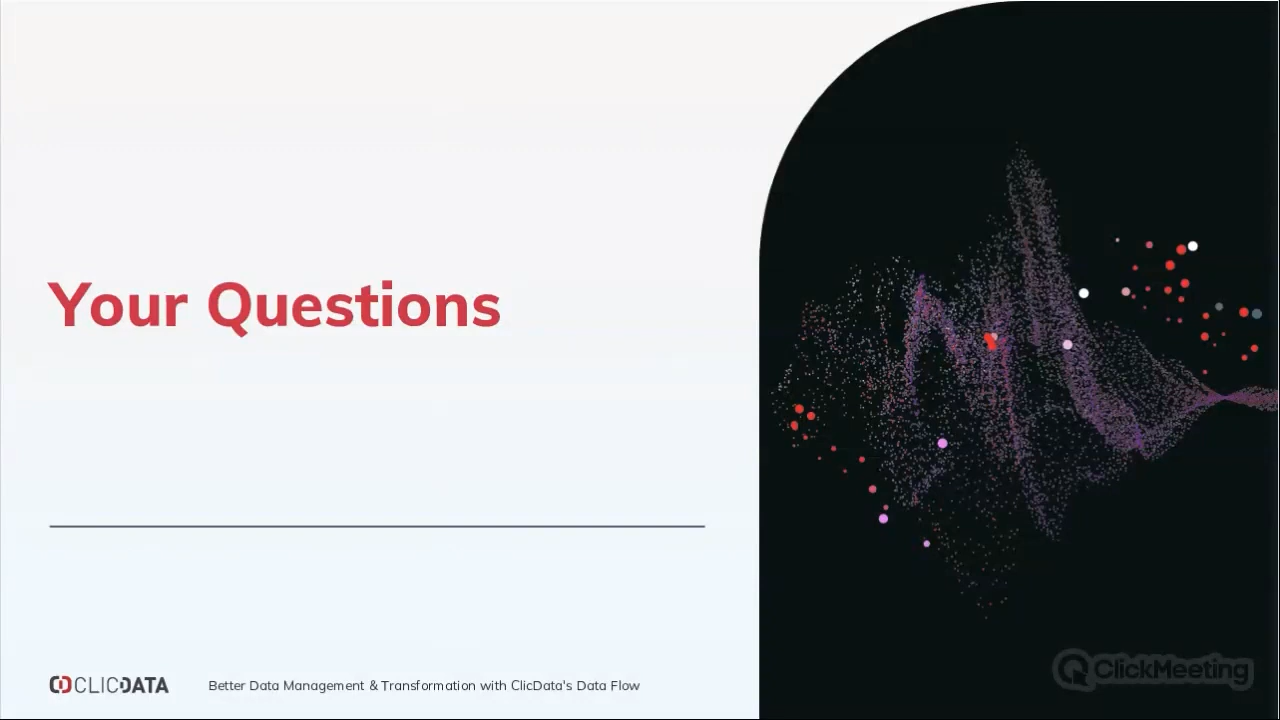 Your Questions
CLICDATA
Better Data Management & Transformation with ClicData's Data Flow
ClickMeeting